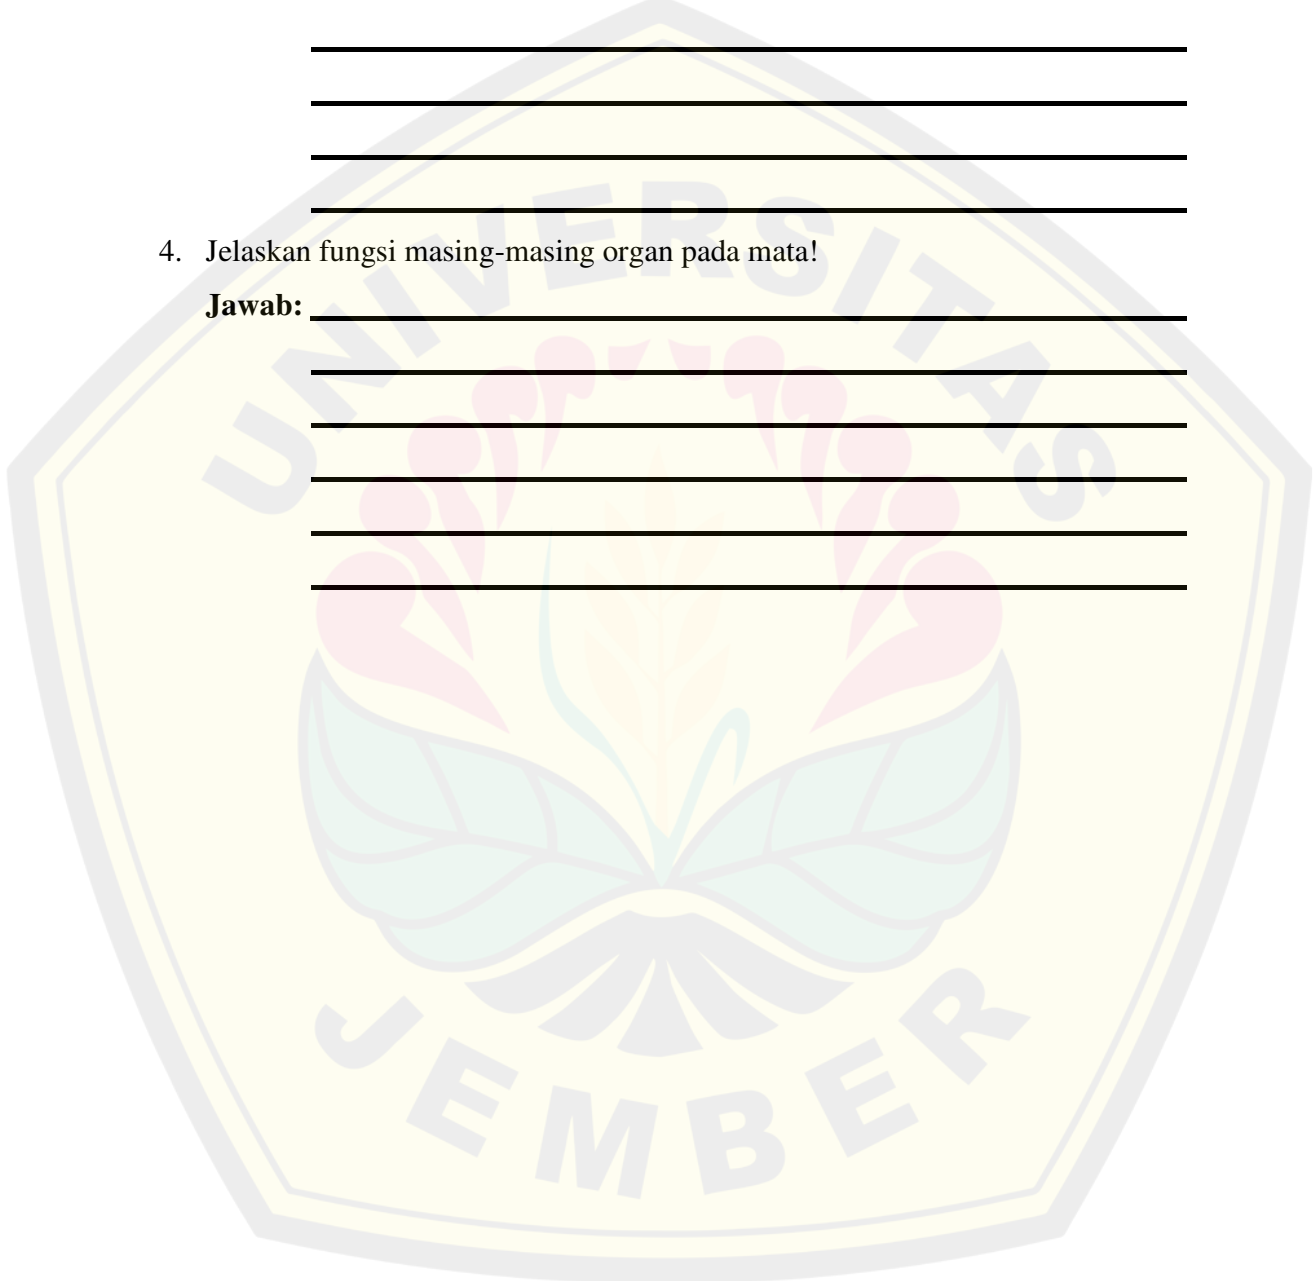 4. Jelaskan fungsi masing-masing organ pada mata!
Jawab:
UNIVERSITAS
JEMBER